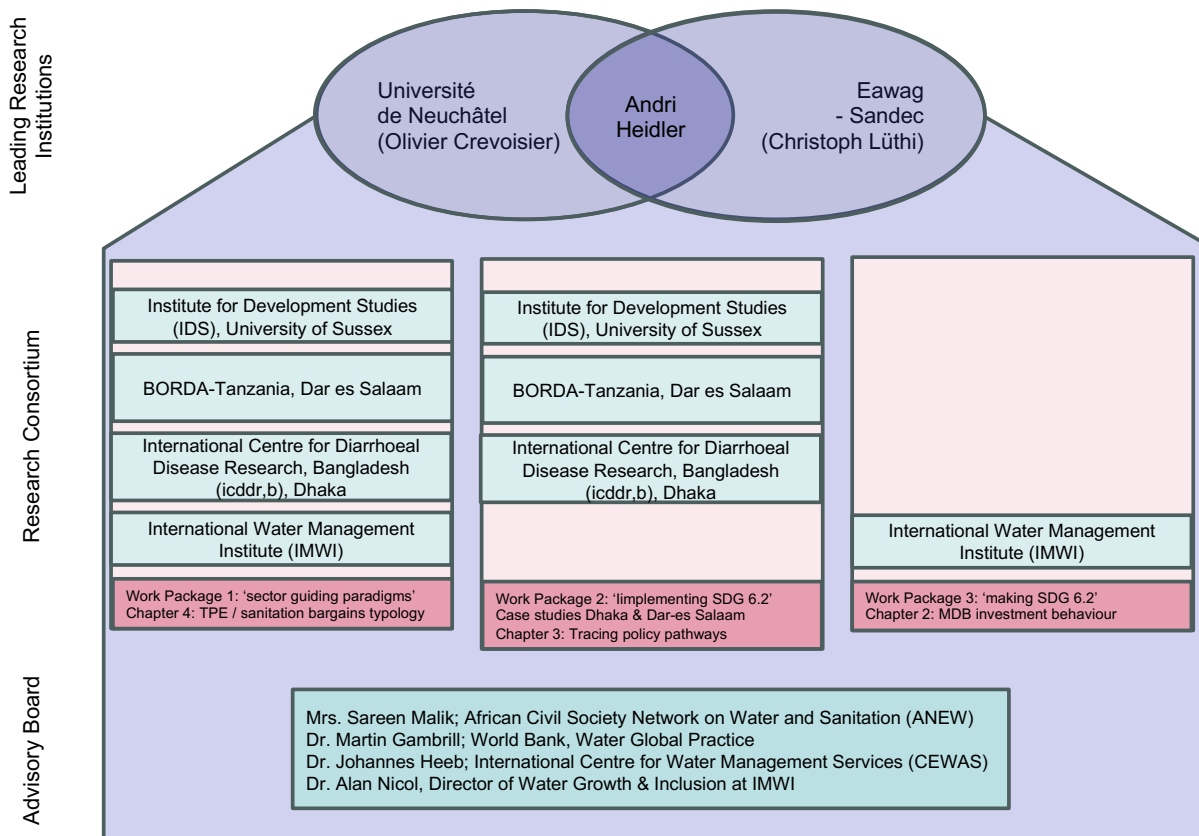 Leading Research
Institutions
Université
de Neuchâtel
(Olivier Crevoisier)
Andri
Heidler
Eawag
- Sandec
(Christoph Lüthi)
Research Consortium
Institute for Development Studies
(IDS), University of Sussex
BORDA-Tanzania, Dar es Salaam
International Centre for Diarrhoeal
Disease Research, Bangladesh
(icddr,b), Dhaka
International Water Management
Institute (IMWI)
Work Package 1: ‘sector guiding paradigms’
Chapter 4: TPE / sanitation bargains typology
Institute for Development Studies
(IDS), University of Sussex
BORDA-Tanzania, Dar es Salaam
International Centre for Diarrhoeal
Disease Research, Bangladesh
(icddr,b), Dhaka
Work Package 2: ‘Iimplementing SDG 6.2’
Case studies Dhaka & Dar-es Salaam
Chapter 3: Tracing policy pathways
International Water Management
Institute (IMWI)
Work Package 3: ‘making SDG 6.2’
Chapter 2: MDB investment behaviour
Advisory Board
Mrs. Sareen Malik; African Civil Society Network on Water and Sanitation (ANEW)
Dr. Martin Gambrill; World Bank, Water Global Practice
Dr. Johannes Heeb; International Centre for Water Management Services (CEWAS)
Dr. Alan Nicol, Director of Water Growth & Inclusion at IMWI